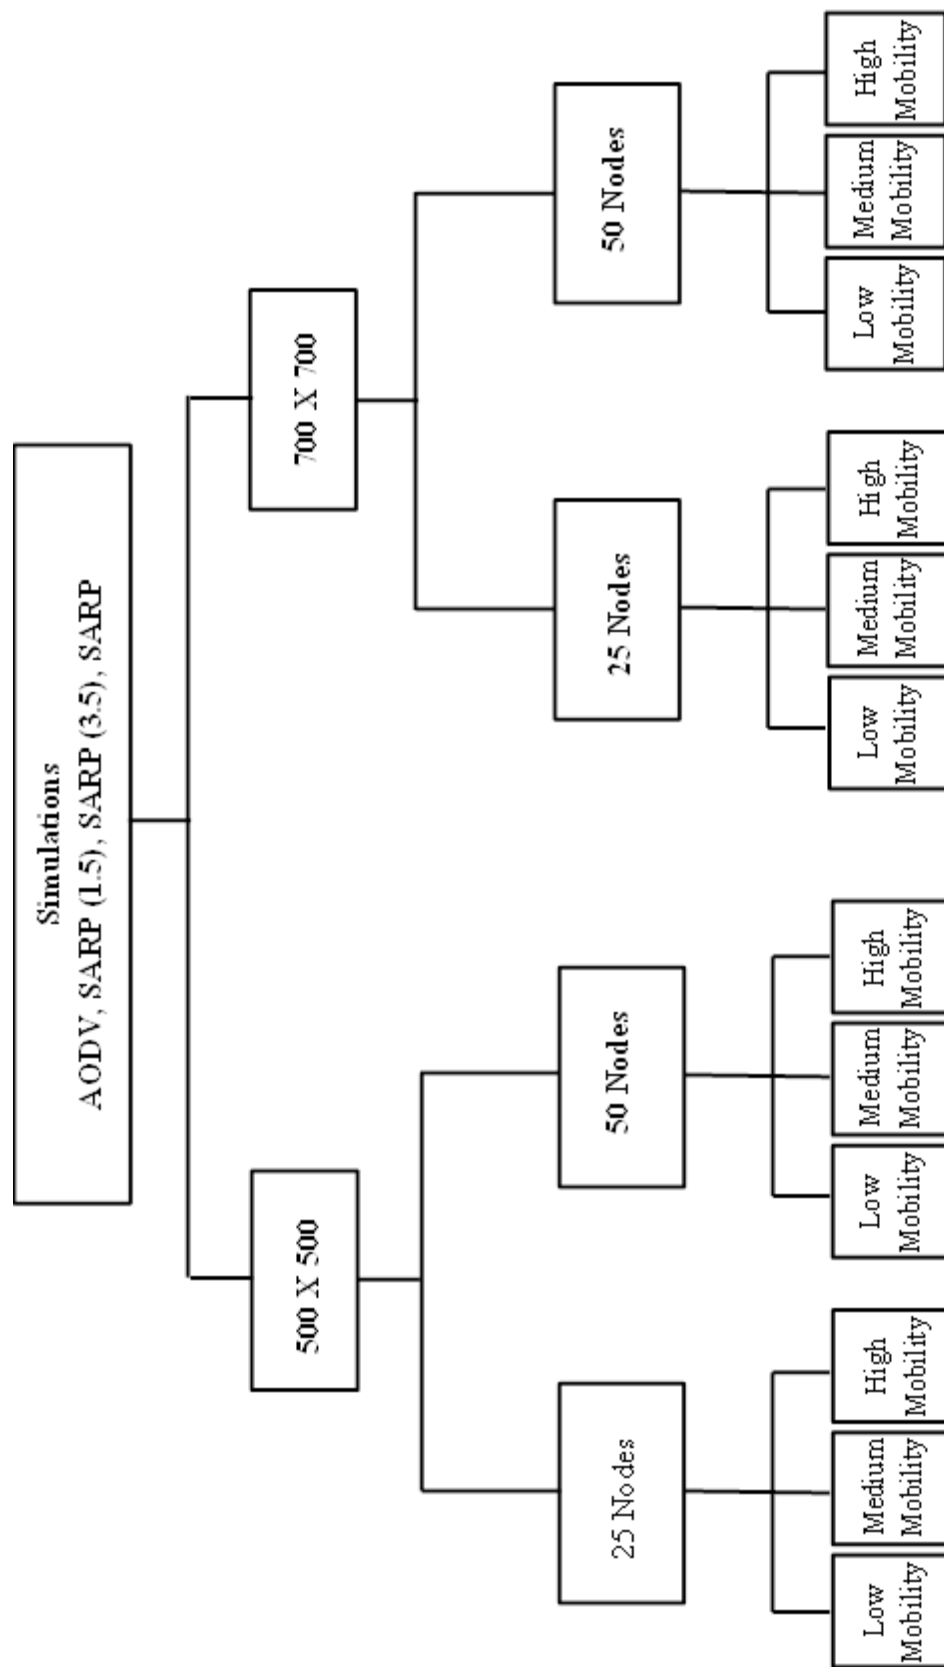 Simulations
AODV, SARP (1.5), SARP (3.5), SARP
500 X 500
700 X 700
25 Nodes
50 Nodes
25 Nodes
50 Nodes
Low
Mobility
Medium
Mobility
High
Mobility
Low
Mobility
Medium
Mobility
High
Mobility
Low
Mobility
Medium
Mobility
High
Mobility
Low
Mobility
Medium
Mobility
High
Mobility